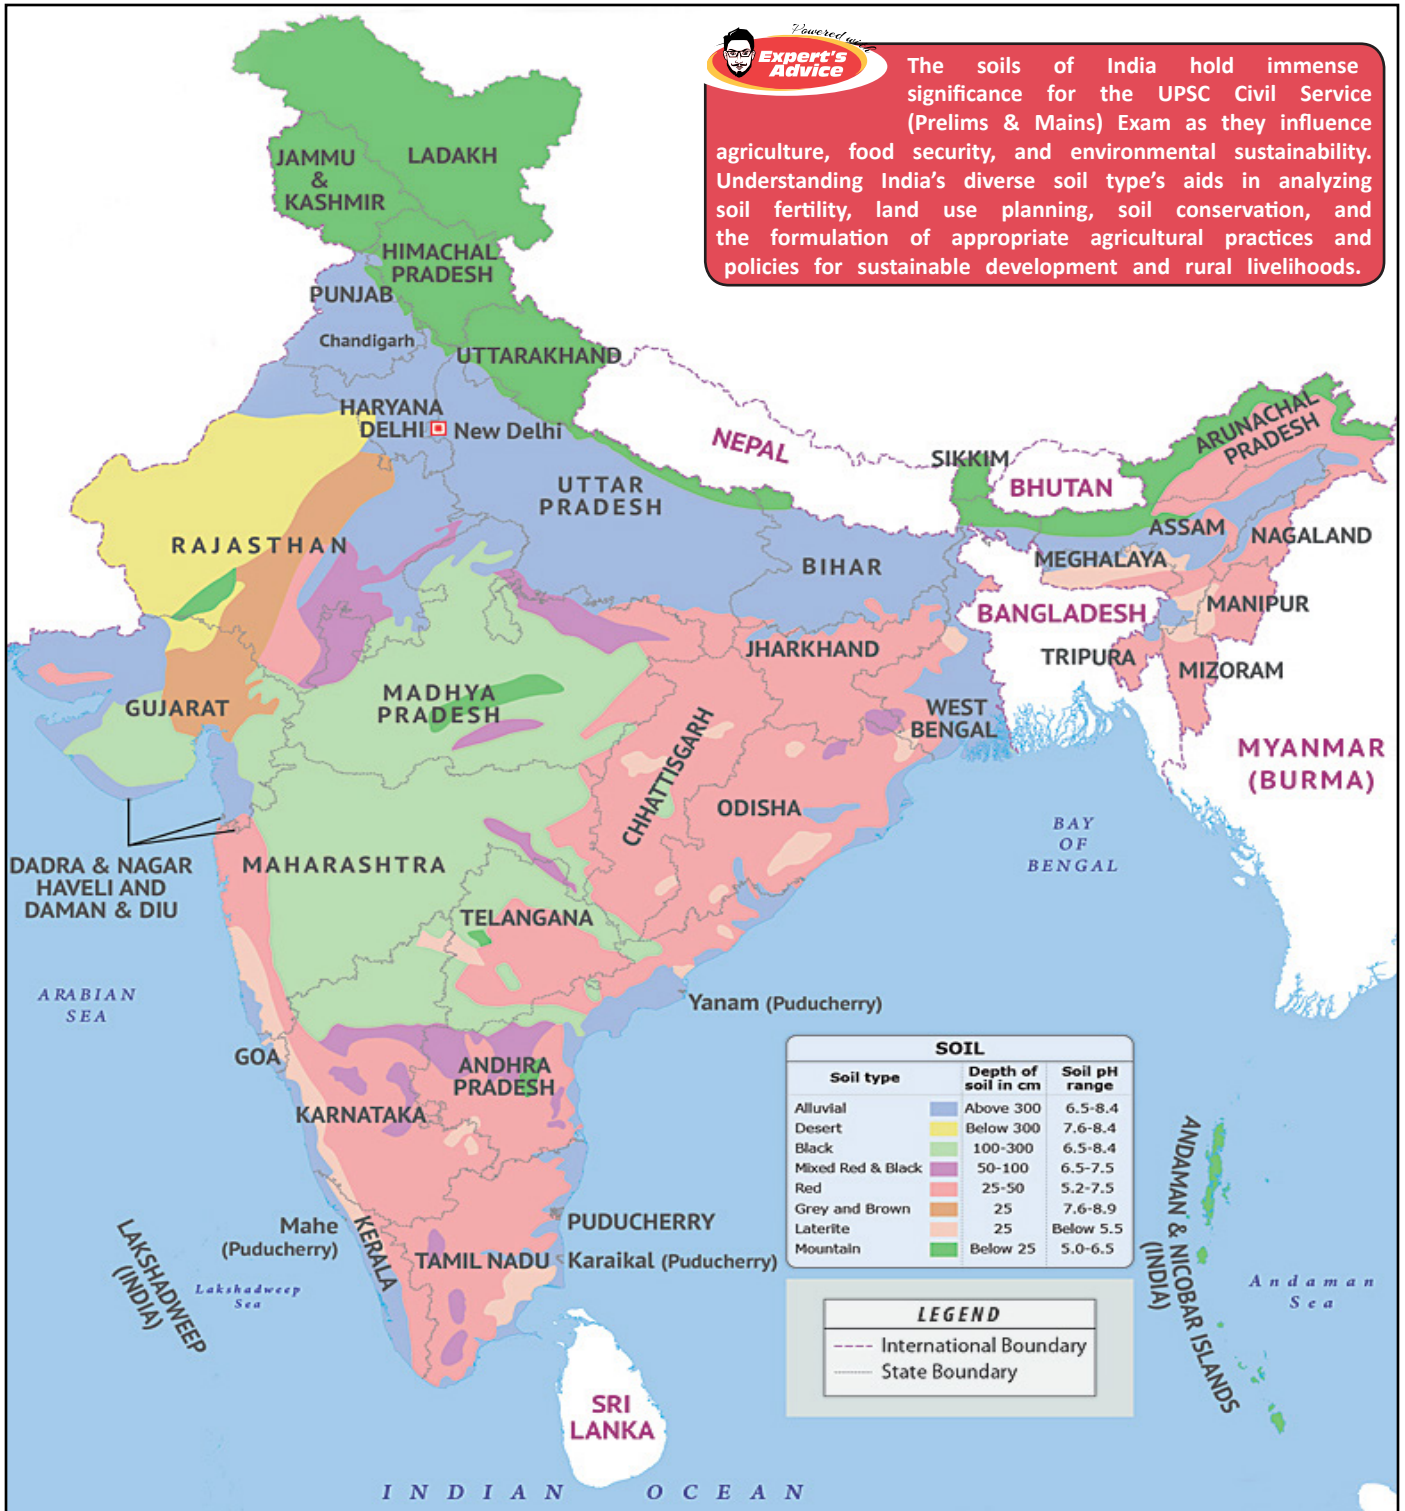 Powered with
Expert's
Advice
The soils of India hold immense
significance for the UPSC Civil Service
(Prelims & Mains) Exam as they influence
agriculture, food security, and environmental sustainability.
Understanding India's diverse soil type's aids in analyzing
soil fertility, land use planning, soil conservation, and
the formulation of appropriate agricultural practices and
policies for sustainable development and rural livelihoods.
JAMMU
&
KASHMIR
LADAKH
HIMACHAL
PRADESH
PUNJAB
Chandigarh
UTTARAKHAND
HARYANA
DELHI
New Delhi
NEPAL
SIKKIM
BHUTAN
ARUNACHAL
PRADESH
UTTAR
PRADESH
RAJASTHAN
BIHAR
ASSAM
NAGALAND
MEGHALAYA
MANIPUR
BANGLADESH
TRIPURA
MIZORAM
JHARKHAND
WEST
BENGAL
GUJARAT
MADHYA
PRADESH
CHHATTISGARH
ODISHA
MYANMAR
(BURMA)
BAY
OF
BENGAL
DADRA & NAGAR
HAVELI AND
DAMAN & DIU
MAHARASHTRA
TELANGANA
ARABIAN
SEA
Yanam (Puducherry)
GOA
ANDHRA
PRADESH
KARNATAKA
SOIL
Soil type Depth of soil in cm Soil pH range
Alluvial Above 300 6.5-8.4
Desert Below 300 7.6-8.4
Black 100-300 6.5-8.4
Mixed Red & Black 50-100 6.5-7.5
Red 25-50 5.2-7.5
Grey and Brown 25 7.6-8.9
Laterite 25 Below 5.5
Mountain Below 25 5.0-6.5
Mahe
(Puducherry)
KERALA
TAMIL NADU
PUDUCHERRY
Karaikal (Puducherry)
LAKSHADWEEP
(INDIA)
Lakshadweep
Sea
ANDAMAN & NICOBAR ISLANDS
(INDIA)
Andaman
Sea
LEGEND
International Boundary
State Boundary
SRI
LANKA
INDIAN OCEAN